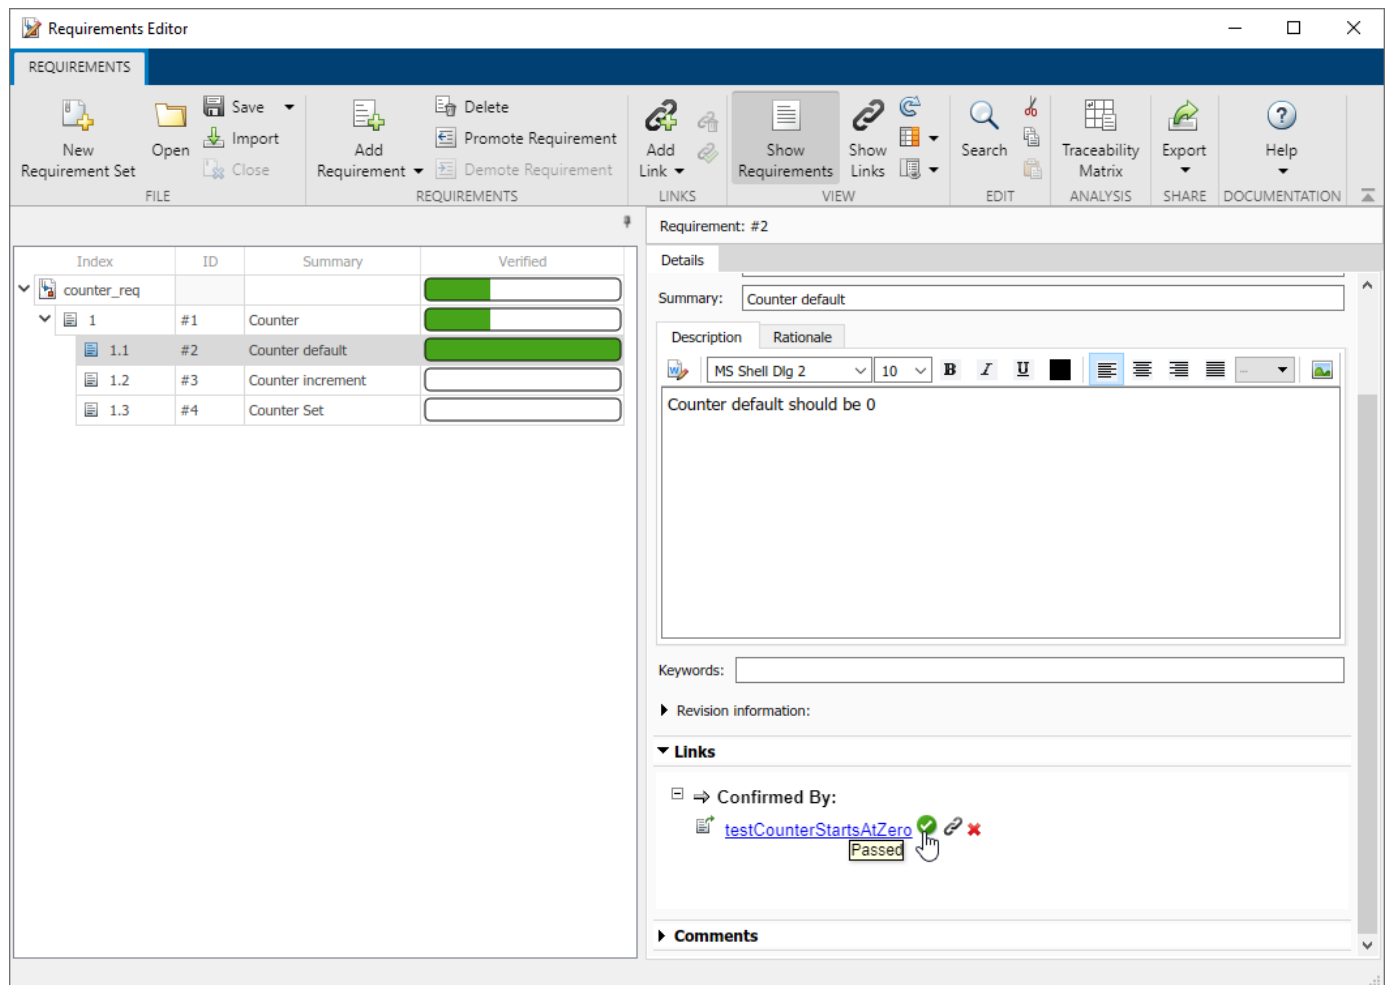 Requirements Editor
REQUIREMENTS
New
Requirement Set
Open
Save
Import
Close
FILE
Add
Requirement
Delete
Promote Requirement
Demote Requirement
REQUIREMENTS
Add
Link
LINKS
Show
Requirements
Show
Links
VIEW
Search
EDIT
Traceability
Matrix
ANALYSIS
Export
SHARE
Help
DOCUMENTATION
Index ID Summary Verified
counter_req
1 #1 Counter
1.1 #2 Counter default
1.2 #3 Counter increment
1.3 #4 Counter Set
Requirement: #2
Details
Summary: Counter default
Description Rationale
MS Shell Dlg 2 10 B I U
Counter default should be 0
Keywords:
Revision information:
Links
Confirmed By:
testCounterStartsAtZero
Passed
Comments